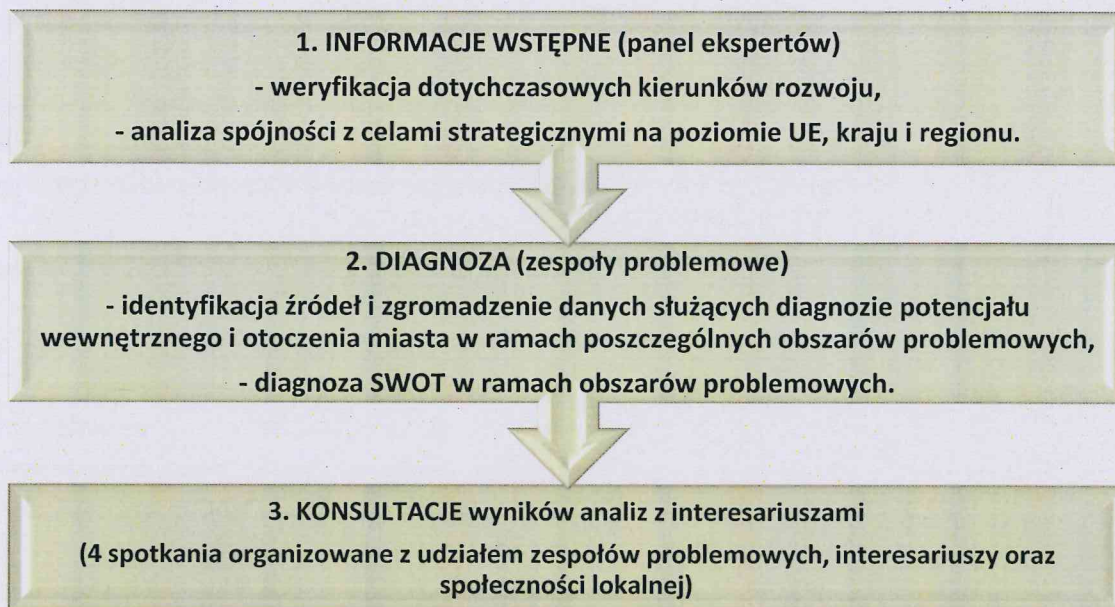 1. INFORMACJE WSTĘPNE (panel ekspertów)
- weryfikacja dotychczasowych kierunków rozwoju,
- analiza spójności z celami strategicznymi na poziomie UE, kraju i regionu.
2. DIAGNOZA (zespoły problemowe)
- identyfikacja źródeł i zgromadzenie danych służących diagnozie potencjału
wewnętrznego i otoczenia miasta w ramach poszczególnych obszarów problemowych,
- diagnoza SWOT w ramach obszarów problemowych.
3. KONSULTACJE wyników analiz z interesariuszami
(4 spotkania organizowane z udziałem zespołów problemowych, interesariuszy oraz
społeczności lokalnej)